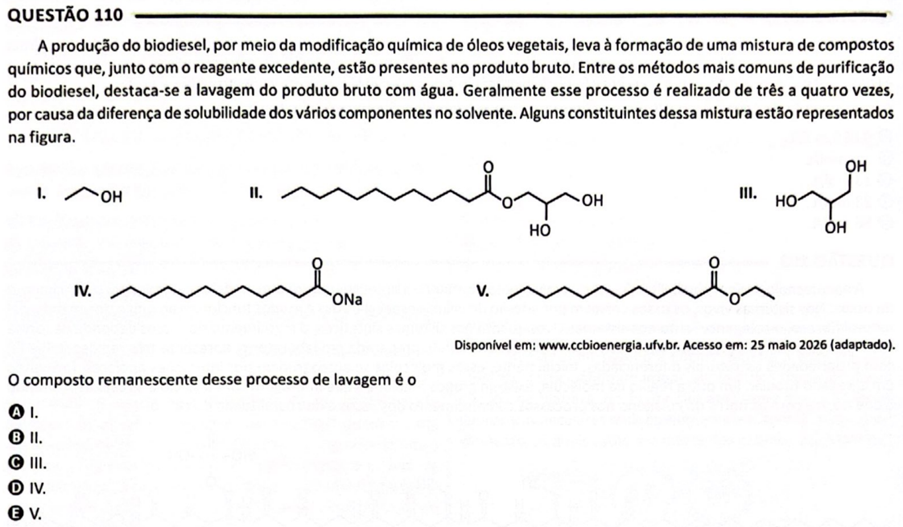 QUESTÃO 110
A produção do biodiesel, por meio da modificação química de óleos vegetais, leva à formação de uma mistura de compostos
químicos que, junto com o reagente excedente, estão presentes no produto bruto. Entre os métodos mais comuns de purificação
do biodiesel, destaca-se a lavagem do produto bruto com água. Geralmente esse processo é realizado de três a quatro vezes,
por causa da diferença de solubilidade dos vários componentes no solvente. Alguns constituintes dessa mistura estão representados
na figura.
I. OH
II. O O OH HO
III. OH HO OH
IV. O ONa
V. O O
Disponível em: www.ccbioenergia.ufv.br. Acesso em: 25 maio 2026 (adaptado).
O composto remanescente desse processo de lavagem é o
A I.
B II.
C III.
D IV.
E V.